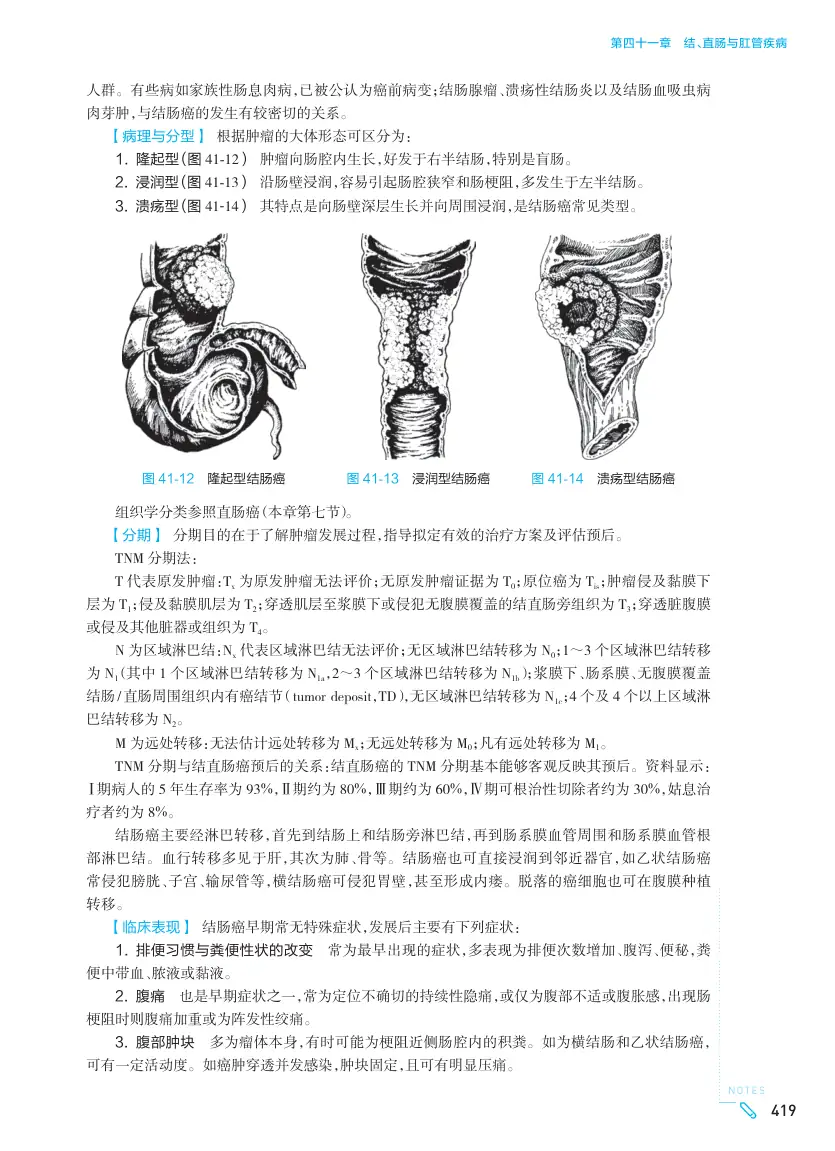 第四十一章 结、直肠与肛管疾病
人群。有些病如家族性肠息肉病,已被公认为癌前病变;结肠腺瘤、溃疡性结肠炎以及结肠血吸虫病
肉芽肿,与结肠癌的发生有较密切的关系。
【病理与分型】 根据肿瘤的大体形态可区分为:
1. 隆起型(图 41-12) 肿瘤向肠腔内生长,好发于右半结肠,特别是盲肠。
2. 浸润型(图 41-13) 沿肠壁浸润,容易引起肠腔狭窄和肠梗阻,多发生于左半结肠。
3. 溃疡型(图 41-14) 其特点是向肠壁深层生长并向周围浸润,是结肠癌常见类型。
图 41-12 隆起型结肠癌
图 41-13 浸润型结肠癌
图 41-14 溃疡型结肠癌
组织学分类参照直肠癌(本章第七节)。
【分期】 分期目的在于了解肿瘤发展过程,指导拟定有效的治疗方案及评估预后。
TNM 分期法:
T 代表原发肿瘤:Tx 为原发肿瘤无法评价;无原发肿瘤证据为 T0;原位癌为 Tis;肿瘤侵及黏膜下
层为 T1;侵及黏膜肌层为 T2;穿透肌层至浆膜下或侵犯无腹膜覆盖的结直肠旁组织为 T3;穿透脏腹膜
或侵及其他脏器或组织为 T4。
N 为区域淋巴结:Nx 代表区域淋巴结无法评价;无区域淋巴结转移为 N0;1～3 个区域淋巴结转移
为 N1(其中 1 个区域淋巴结转移为 N1a,2～3 个区域淋巴结转移为 N1b);浆膜下、肠系膜、无腹膜覆盖
结肠/直肠周围组织内有癌结节(tumor deposit,TD),无区域淋巴结转移为 N1c;4 个及 4 个以上区域淋
巴结转移为 N2。
M 为远处转移:无法估计远处转移为 Mx;无远处转移为 M0;凡有远处转移为 M1。
TNM 分期与结直肠癌预后的关系:结直肠癌的 TNM 分期基本能够客观反映其预后。资料显示:
Ⅰ期病人的 5 年生存率为 93%,Ⅱ期约为 80%,Ⅲ期约为 60%,Ⅳ期可根治性切除者约为 30%,姑息治
疗者约为 8%。
结肠癌主要经淋巴转移,首先到结肠上和结肠旁淋巴结,再到肠系膜血管周围和肠系膜血管根
部淋巴结。血行转移多见于肝,其次为肺、骨等。结肠癌也可直接浸润到邻近器官,如乙状结肠癌
常侵犯膀胱、子宫、输尿管等,横结肠癌可侵犯胃壁,甚至形成内瘘。脱落的癌细胞也可在腹膜种植
转移。
【临床表现】 结肠癌早期常无特殊症状,发展后主要有下列症状:
1. 排便习惯与粪便性状的改变 常为最早出现的症状,多表现为排便次数增加、腹泻、便秘,粪
便中带血、脓液或黏液。
2. 腹痛 也是早期症状之一,常为定位不确切的持续性隐痛,或仅为腹部不适或腹胀感,出现肠
梗阻时则腹痛加重或为阵发性绞痛。
3. 腹部肿块 多为瘤体本身,有时可能为梗阻近侧肠腔内的积粪。如为横结肠和乙状结肠癌,
可有一定活动度。如癌肿穿透并发感染,肿块固定,且可有明显压痛。
NOTES
419